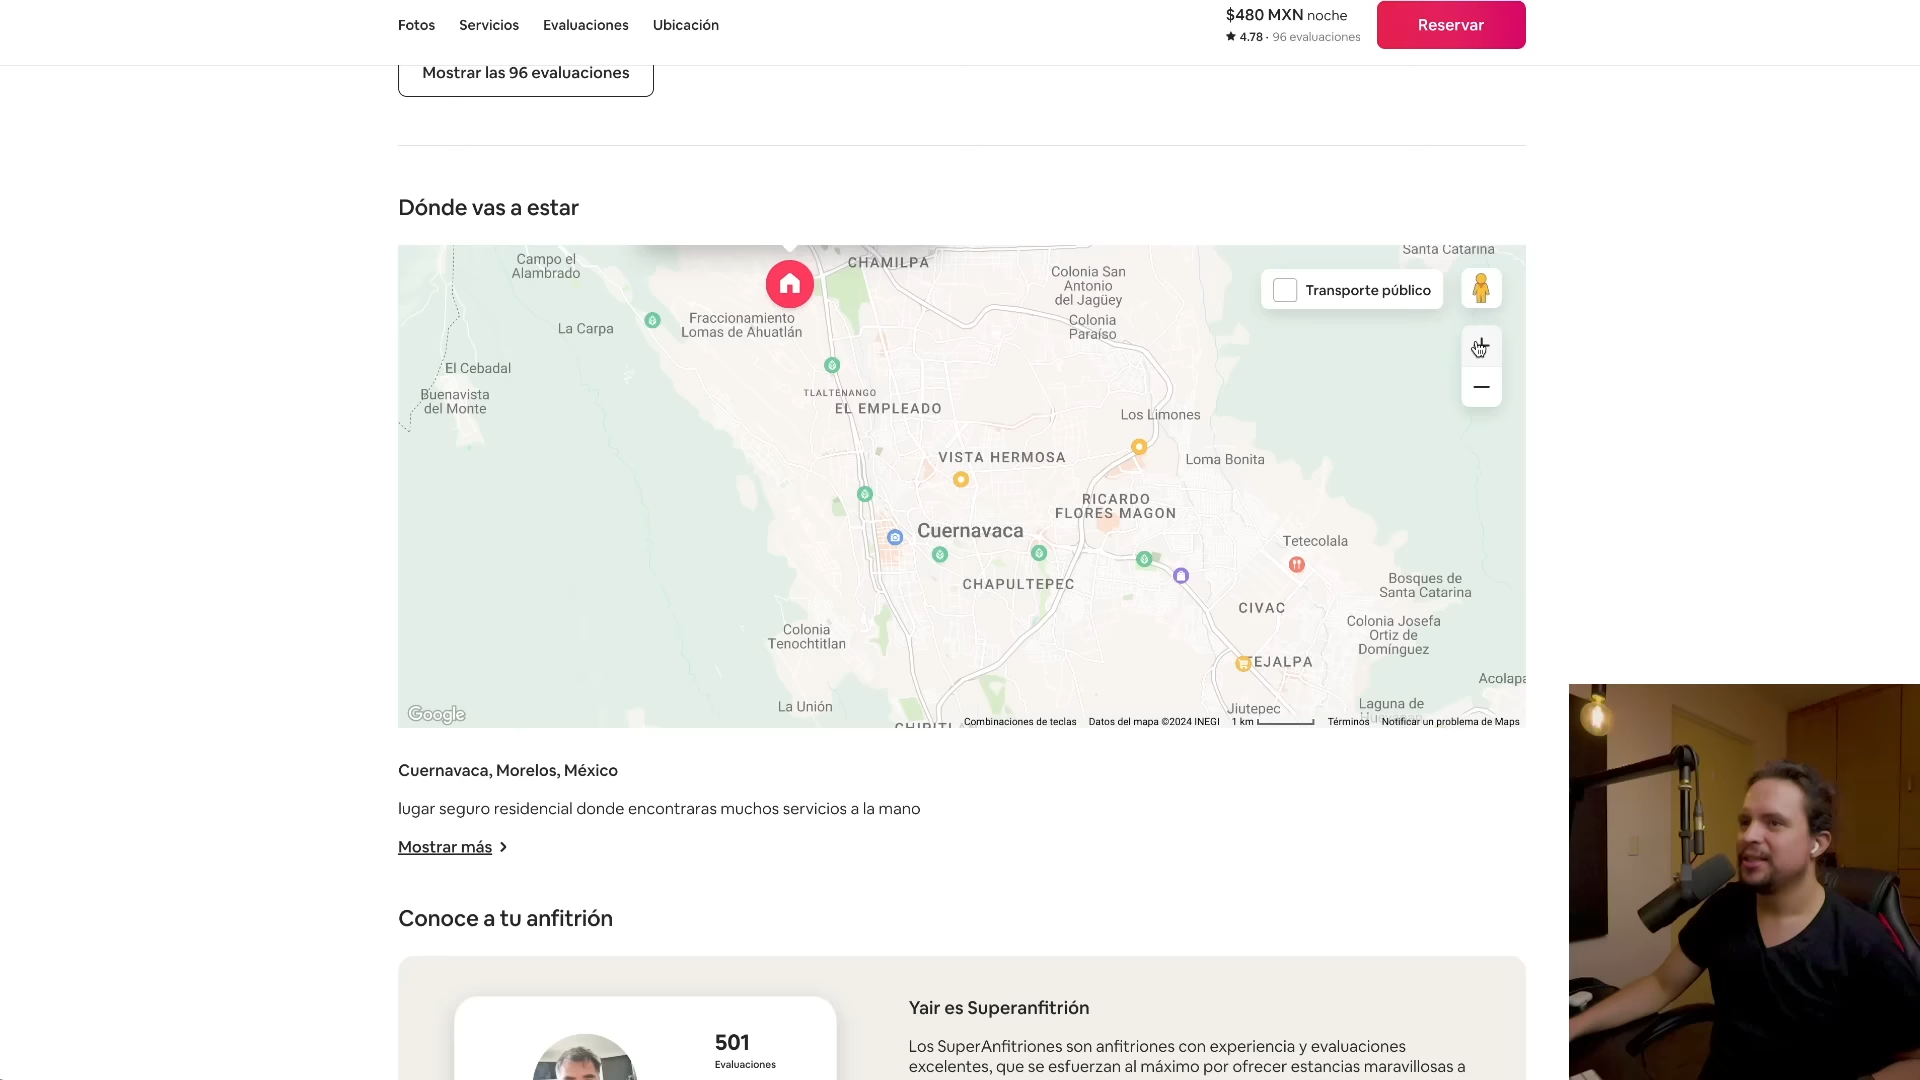 Fotos
Servicios
Evaluaciones
Ubicación
$480 MXN noche
4.78 · 96 evaluaciones
Reservar
Mostrar las 96 evaluaciones
Dónde vas a estar
Santa Catarina
Campo el
Alambrado
CHAMILPA
Colonia San
Antonio
del Jagüey
Transporte público
La Carpa
Fraccionamiento
Lomas de Ahuatlán
Colonia
Paraíso
El Cebadal
Buenavista
del Monte
TLALTENANGO
EL EMPLEADO
Los Limones
VISTA HERMOSA
Loma Bonita
RICARDO
FLORES MAGON
Cuernavaca
Tetecolala
CHAPULTEPEC
Bosques de
Santa Catarina
CIVAC
Colonia
Tenochtitlan
Colonia Josefa
Ortiz de
Domínguez
EJALPA
Acolapa
La Unión
Jiutepec
Laguna de
Google
Combinaciones de teclas
Datos del mapa ©2024 INEGI
1 km
Términos
Notificar un problema de Maps
Cuernavaca, Morelos, México
lugar seguro residencial donde encontraras muchos servicios a la mano
Mostrar más
Conoce a tu anfitrión
501
Evaluaciones
Yair es Superanfitrión
Los SuperAnfitriones son anfitriones con experiencia y evaluaciones
excelentes, que se esfuerzan al máximo por ofrecer estancias maravillosas a